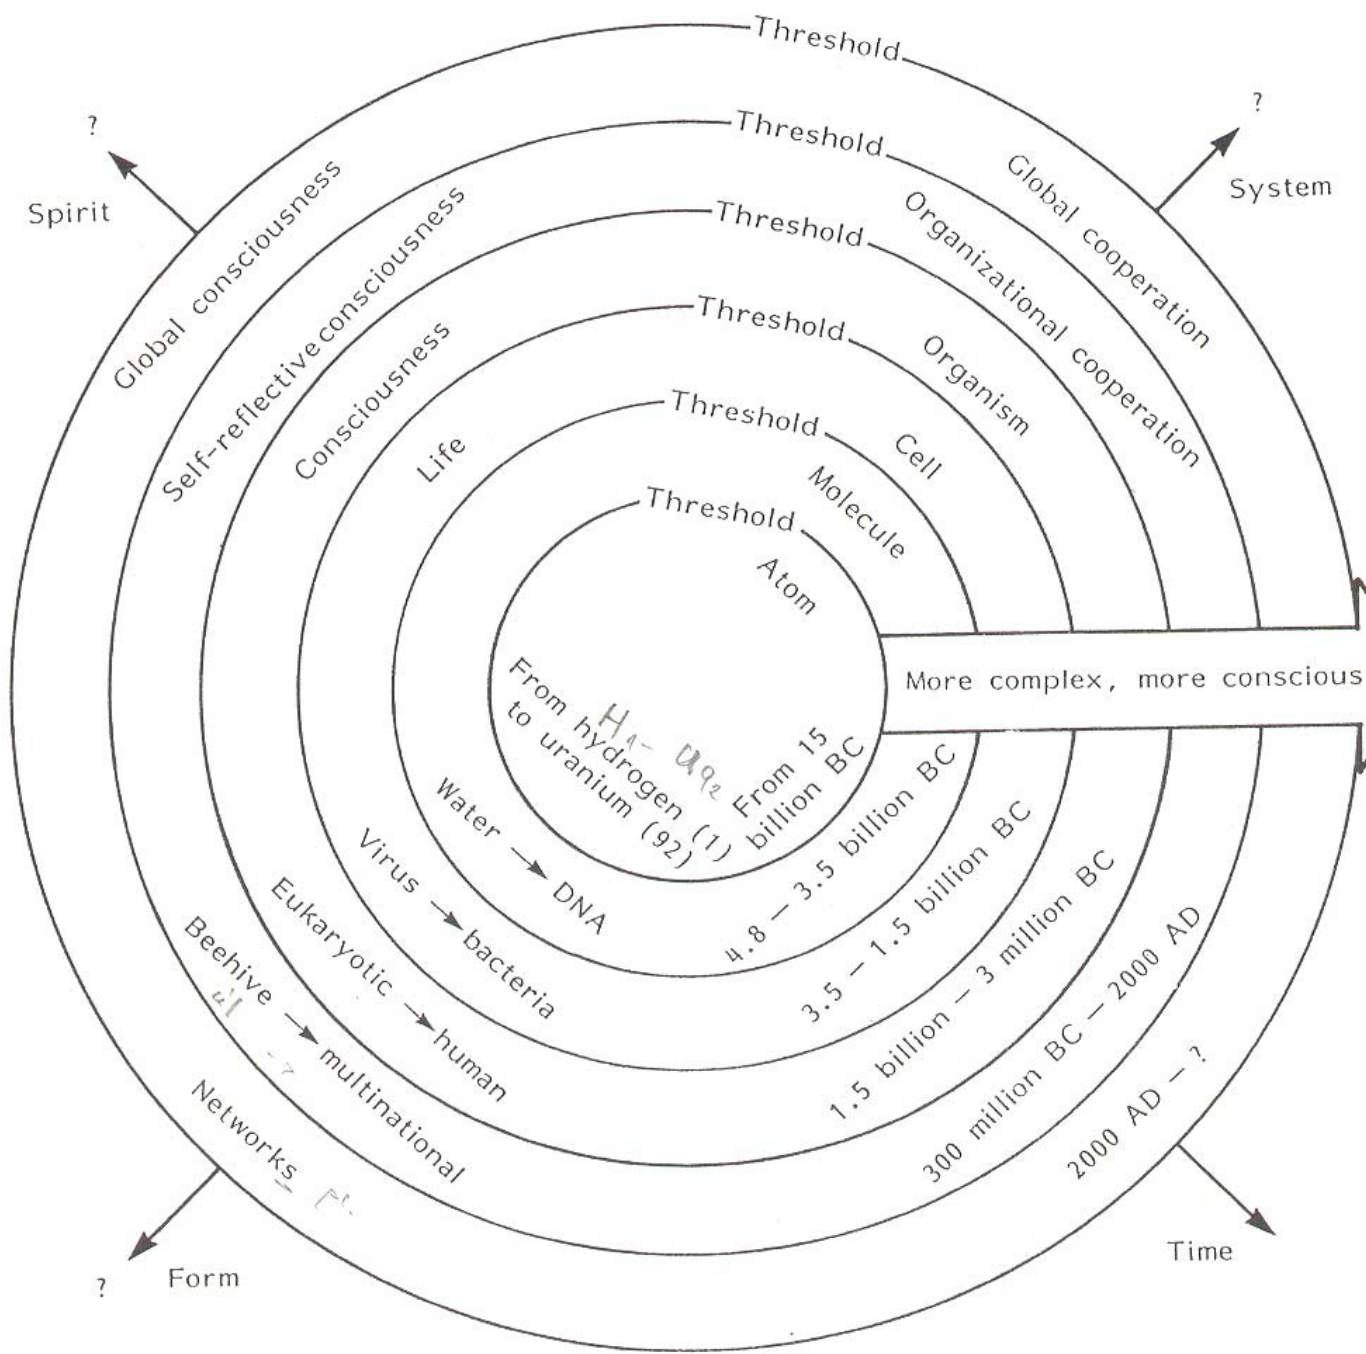 Threshold
Threshold
Threshold
Threshold
Threshold
Threshold
?
Spirit
?
System
Global consciousness
Self-reflective consciousness
Consciousness
Life
Global cooperation
Organizational cooperation
Organism
Cell
Molecule
Atom
More complex, more conscious
From hydrogen (1)
to uranium (92)
From 15
billion BC
Water → DNA
4.8 — 3.5 billion BC
Virus → bacteria
3.5 — 1.5 billion BC
Eukaryotic → human
1.5 billion — 3 million BC
Beehive → multinational
300 million BC — 2000 AD
Networks
2000 AD — ?
?
Form
Time